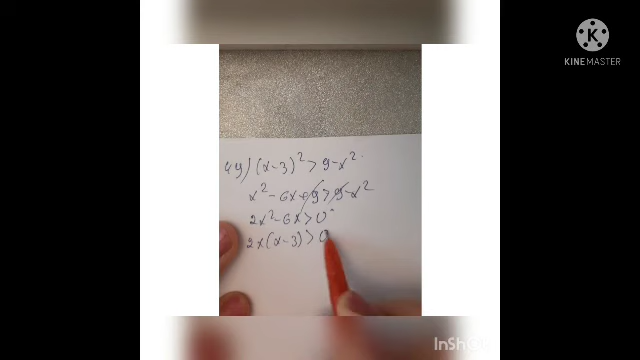 49) (x-3)² > 9-x²
x² - 6x + 9 > 9 - x²
2x² - 6x > 0
2x(x-3) > 0
KINEMASTER
InShOt